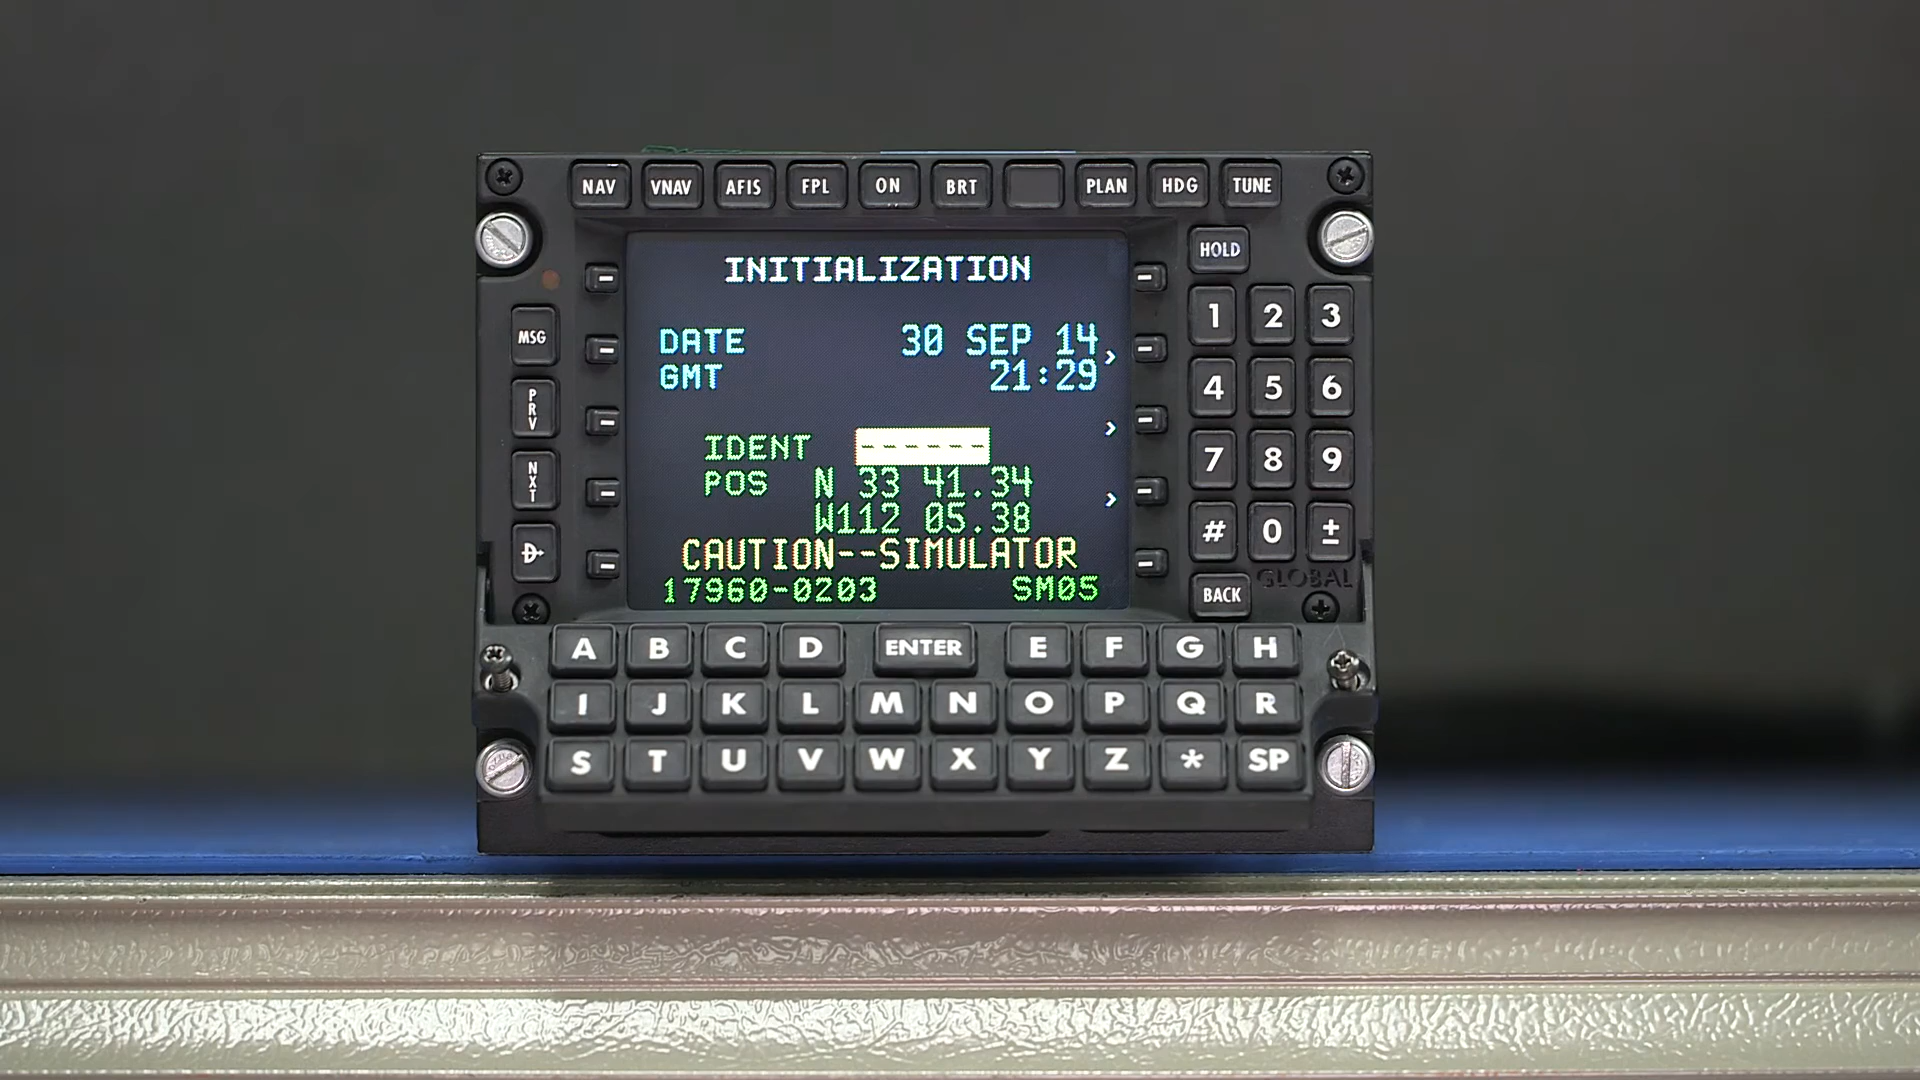 NAV VNAV AFIS FPL ON BRT PLAN HDG TUNE
INITIALIZATION
HOLD
DATE 30 SEP 14
GMT 21:29
IDENT ------
POS N 33 41.34
W112 05.38
CAUTION--SIMULATOR
17960-0203 SM05
MSG
PRV
NXT
D
1 2 3
4 5 6
7 8 9
# 0 ±
GLOBAL
BACK
A B C D ENTER E F G H
I J K L M N O P Q R
S T U V W X Y Z * SP